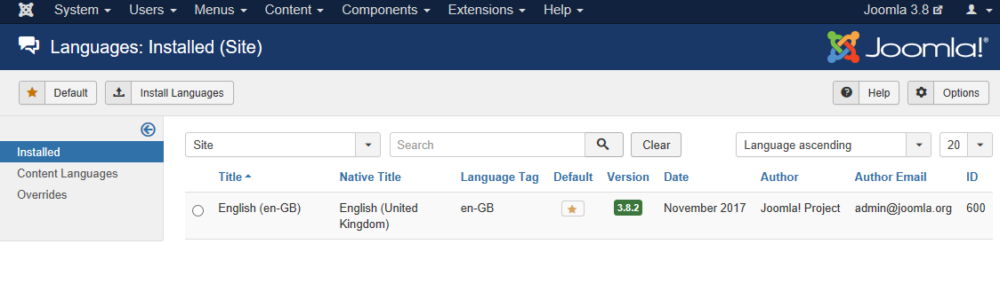 System Users Menus Content Components Extensions Help Joomla 3.8
Languages: Installed (Site) Joomla!®
Default Install Languages Help Options
Installed
Content Languages
Overrides
Site Search Clear Language ascending 20
Title Native Title Language Tag Default Version Date Author Author Email ID
English (en-GB) English (United en-GB 3.8.2 November 2017 Joomla! Project admin@joomla.org 600
Kingdom)